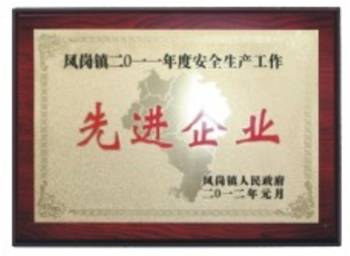 凤岗镇二〇一一年度安全生产工作
先进企业
凤岗镇人民政府
二〇一二年元月